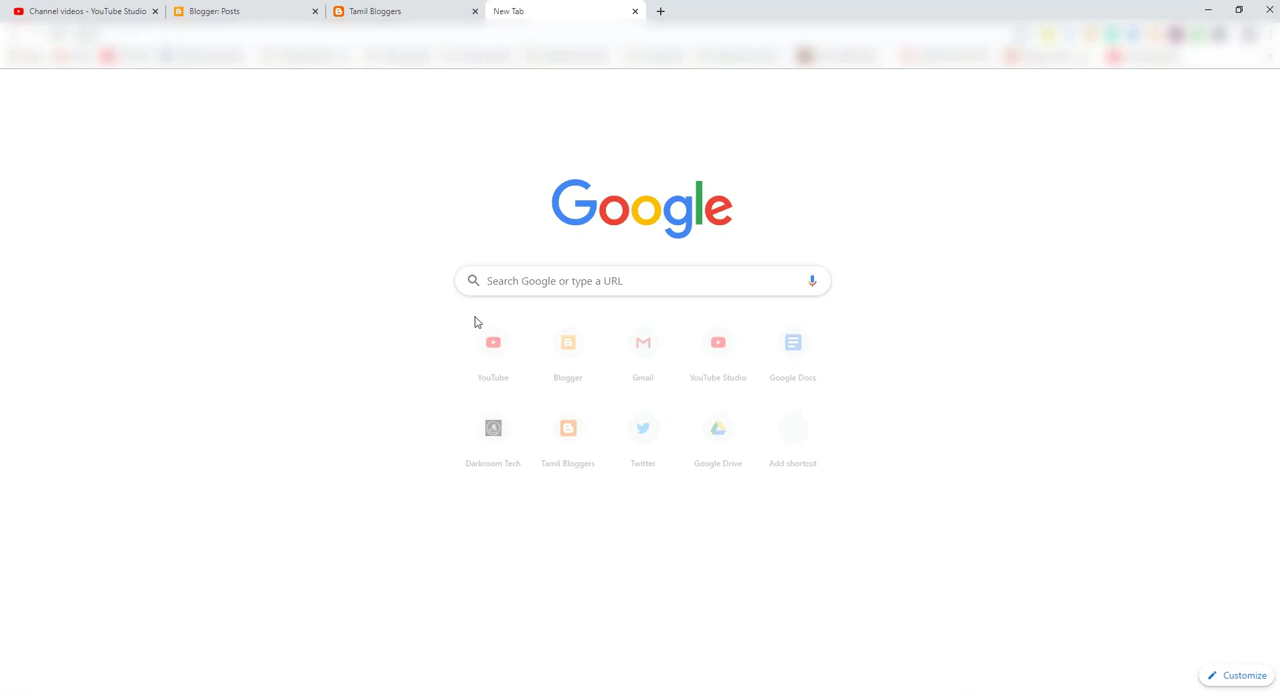 Channel videos - YouTube Studio
Blogger: Posts
Tamil Bloggers
New Tab
Google
Search Google or type a URL
YouTube
Blogger
Gmail
YouTube Studio
Google Docs
Darkroom Tech
Tamil Bloggers
Twitter
Google Drive
Add shortcut
Customize